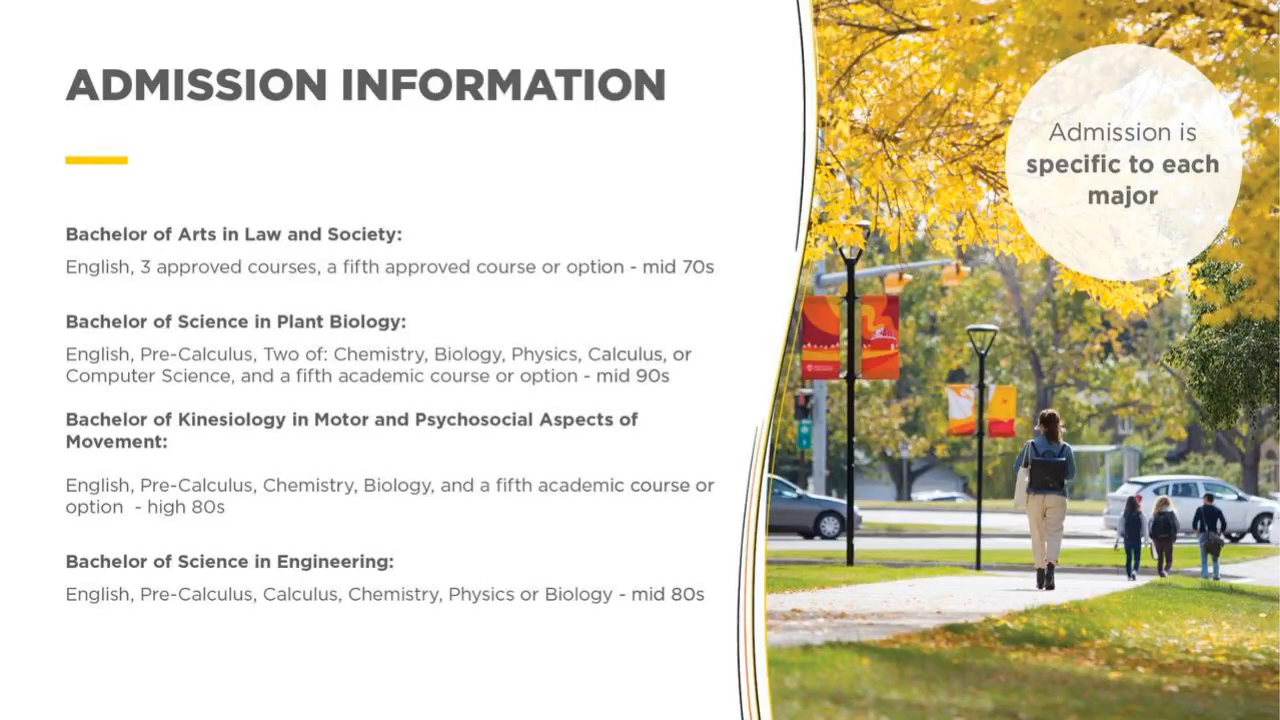 ADMISSION INFORMATION
Admission is
specific to each
major
Bachelor of Arts in Law and Society:
English, 3 approved courses, a fifth approved course or option - mid 70s
Bachelor of Science in Plant Biology:
English, Pre-Calculus, Two of: Chemistry, Biology, Physics, Calculus, or
Computer Science, and a fifth academic course or option - mid 90s
Bachelor of Kinesiology in Motor and Psychosocial Aspects of
Movement:
English, Pre-Calculus, Chemistry, Biology, and a fifth academic course or
option - high 80s
Bachelor of Science in Engineering:
English, Pre-Calculus, Calculus, Chemistry, Physics or Biology - mid 80s